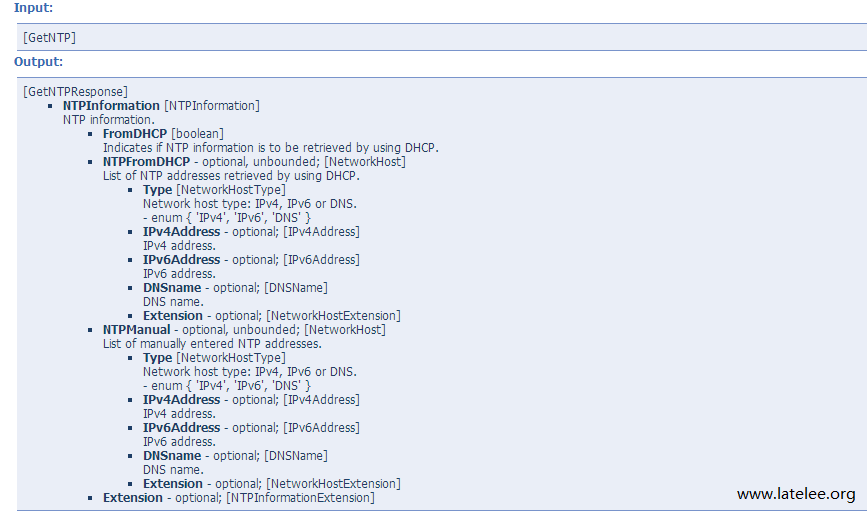 Input:
[GetNTP]
Output:
[GetNTPResponse]
NTPInformation [NTPInformation]
NTP information.
FromDHCP [boolean]
Indicates if NTP information is to be retrieved by using DHCP.
NTPFromDHCP - optional, unbounded; [NetworkHost]
List of NTP addresses retrieved by using DHCP.
Type [NetworkHostType]
Network host type: IPv4, IPv6 or DNS.
- enum { 'IPv4', 'IPv6', 'DNS' }
IPv4Address - optional; [IPv4Address]
IPv4 address.
IPv6Address - optional; [IPv6Address]
IPv6 address.
DNSname - optional; [DNSName]
DNS name.
Extension - optional; [NetworkHostExtension]
NTPManual - optional, unbounded; [NetworkHost]
List of manually entered NTP addresses.
Type [NetworkHostType]
Network host type: IPv4, IPv6 or DNS.
- enum { 'IPv4', 'IPv6', 'DNS' }
IPv4Address - optional; [IPv4Address]
IPv4 address.
IPv6Address - optional; [IPv6Address]
IPv6 address.
DNSname - optional; [DNSName]
DNS name.
Extension - optional; [NetworkHostExtension]
Extension - optional; [NTPInformationExtension]
www.latelee.org